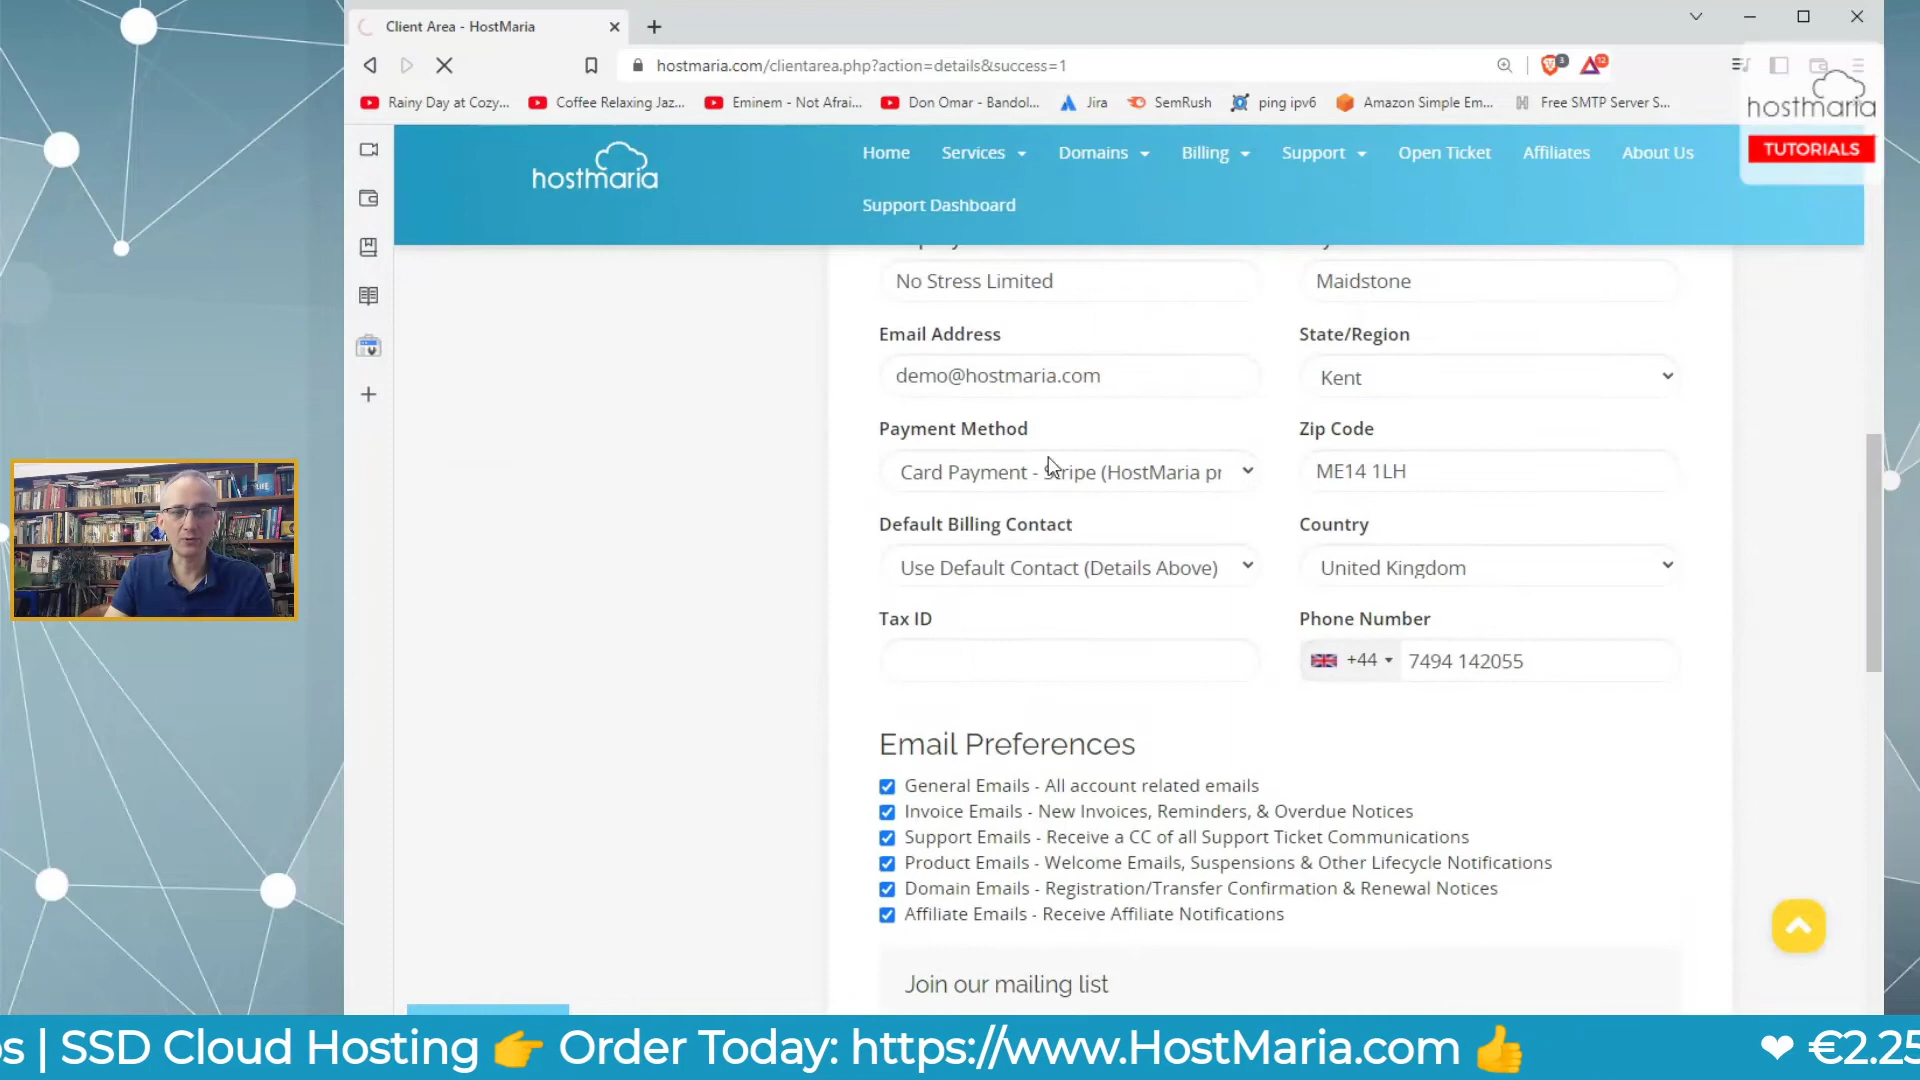 Client Area - HostMaria
hostmaria.com/clientarea.php?action=details&success=1
3
12
Rainy Day at Cozy...
Coffee Relaxing Jaz...
Eminem - Not Afrai...
Don Omar - Bandol...
Jira
SemRush
ping ipv6
Amazon Simple Em...
Free SMTP Server S...
hostmaria
TUTORIALS
hostmaria
Home
Services
Domains
Billing
Support
Open Ticket
Affiliates
About Us
Support Dashboard
No Stress Limited
Maidstone
Email Address
State/Region
demo@hostmaria.com
Kent
Payment Method
Zip Code
Card Payment - Stripe (HostMaria pr
ME14 1LH
Default Billing Contact
Country
Use Default Contact (Details Above)
United Kingdom
Tax ID
Phone Number
+44
7494 142055
Email Preferences
General Emails - All account related emails
Invoice Emails - New Invoices, Reminders, & Overdue Notices
Support Emails - Receive a CC of all Support Ticket Communications
Product Emails - Welcome Emails, Suspensions & Other Lifecycle Notifications
Domain Emails - Registration/Transfer Confirmation & Renewal Notices
Affiliate Emails - Receive Affiliate Notifications
Join our mailing list
s | SSD Cloud Hosting 👉 Order Today: https://www.HostMaria.com 👍 ❤ €2.25